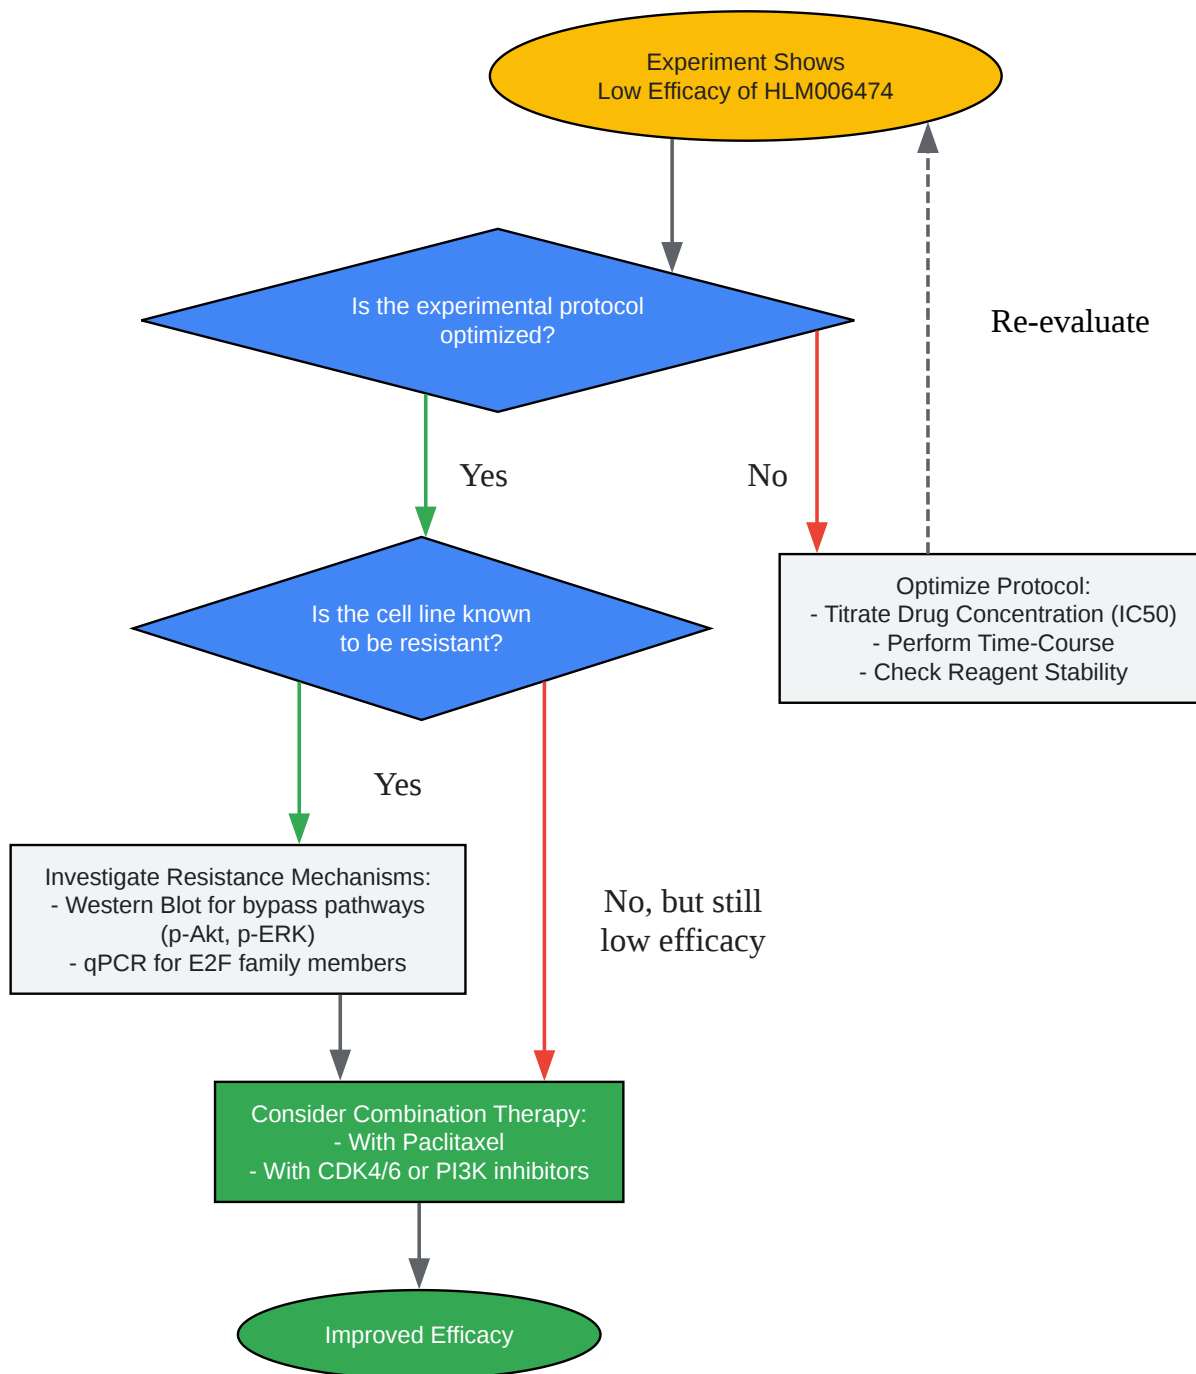 Experiment Shows
Low Efficacy of HLM006474
Is the experimental protocol
optimized?
Re-evaluate
Yes
No
Optimize Protocol:
- Titrate Drug Concentration (IC50)
- Perform Time-Course
- Check Reagent Stability
Is the cell line known
to be resistant?
Yes
Investigate Resistance Mechanisms:
- Western Blot for bypass pathways
(p-Akt, p-ERK)
- qPCR for E2F family members
No, but still
low efficacy
Consider Combination Therapy:
- With Paclitaxel
- With CDK4/6 or PI3K inhibitors
Improved Efficacy